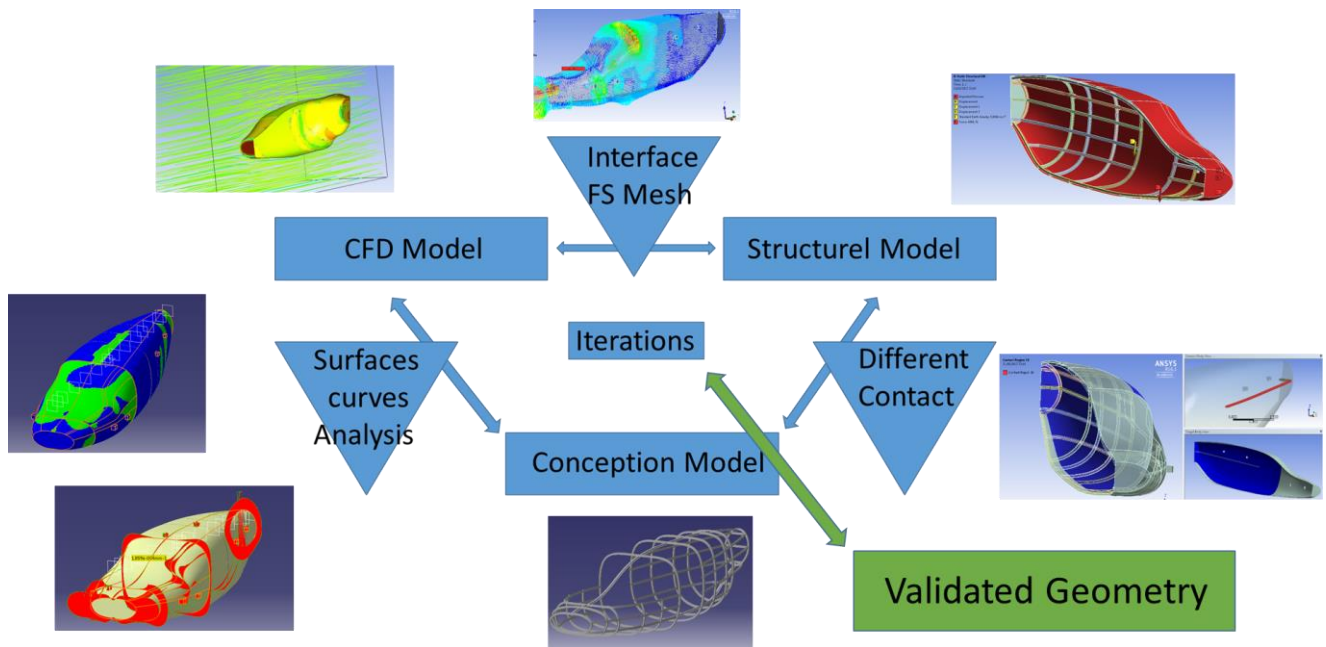 Interface
FS Mesh
CFD Model
Structurel Model
Iterations
Surfaces
curves
Analysis
Different
Contact
ANSYS
Conception Model
Validated Geometry